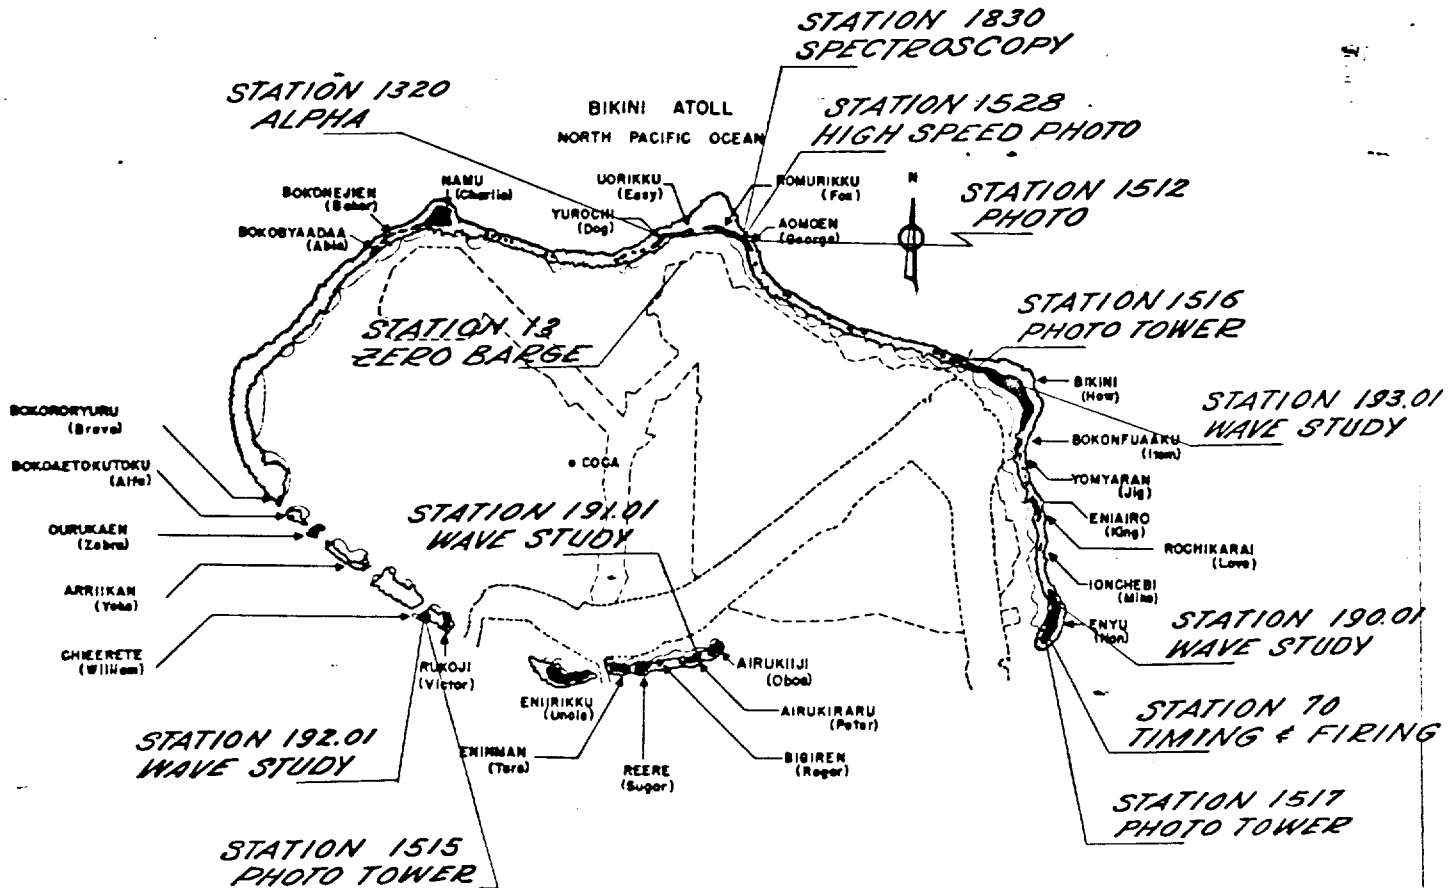 STATION 1830
SPECTROSCOPY
STATION 1320
ALPHA
BIKINI ATOLL
NORTH PACIFIC OCEAN
STATION 1528
HIGH SPEED PHOTO
STATION 1512
PHOTO
N
BOKONEJIEN
(Baker)
NAMU
(Charlie)
UORIKKU
(Easy)
ROMURIKKU
(Fox)
YUROCHI
(Dog)
AOMOEN
(George)
BOKOBYAADAA
(Able)
STATION 13
ZERO BARGE
STATION 1516
PHOTO TOWER
BIKINI
(How)
STATION 193.01
WAVE STUDY
BOKORORYURU
(Bravo)
BOKONFUAAKU
(Item)
BOKOAETOKUTOKU
(Alfa)
COCA
YOMYARAN
(Jig)
OURUKAEN
(Zebra)
STATION 191.01
WAVE STUDY
ENIAIRO
(King)
ROCHIKARAI
(Love)
ARRIIKAN
(Yoke)
IONCHEBI
(Mike)
CHIEERETE
(William)
ENYU
(Nan)
STATION 190.01
WAVE STUDY
RUKOJI
(Victor)
AIRUKIIJI
(Oboe)
ENIIRIKKU
(Uncle)
AIRUKIRARU
(Peter)
STATION 70
TIMING & FIRING
STATION 192.01
WAVE STUDY
ENINMAN
(Tare)
REERE
(Sugar)
BIGIREN
(Roger)
STATION 1517
PHOTO TOWER
STATION 1515
PHOTO TOWER